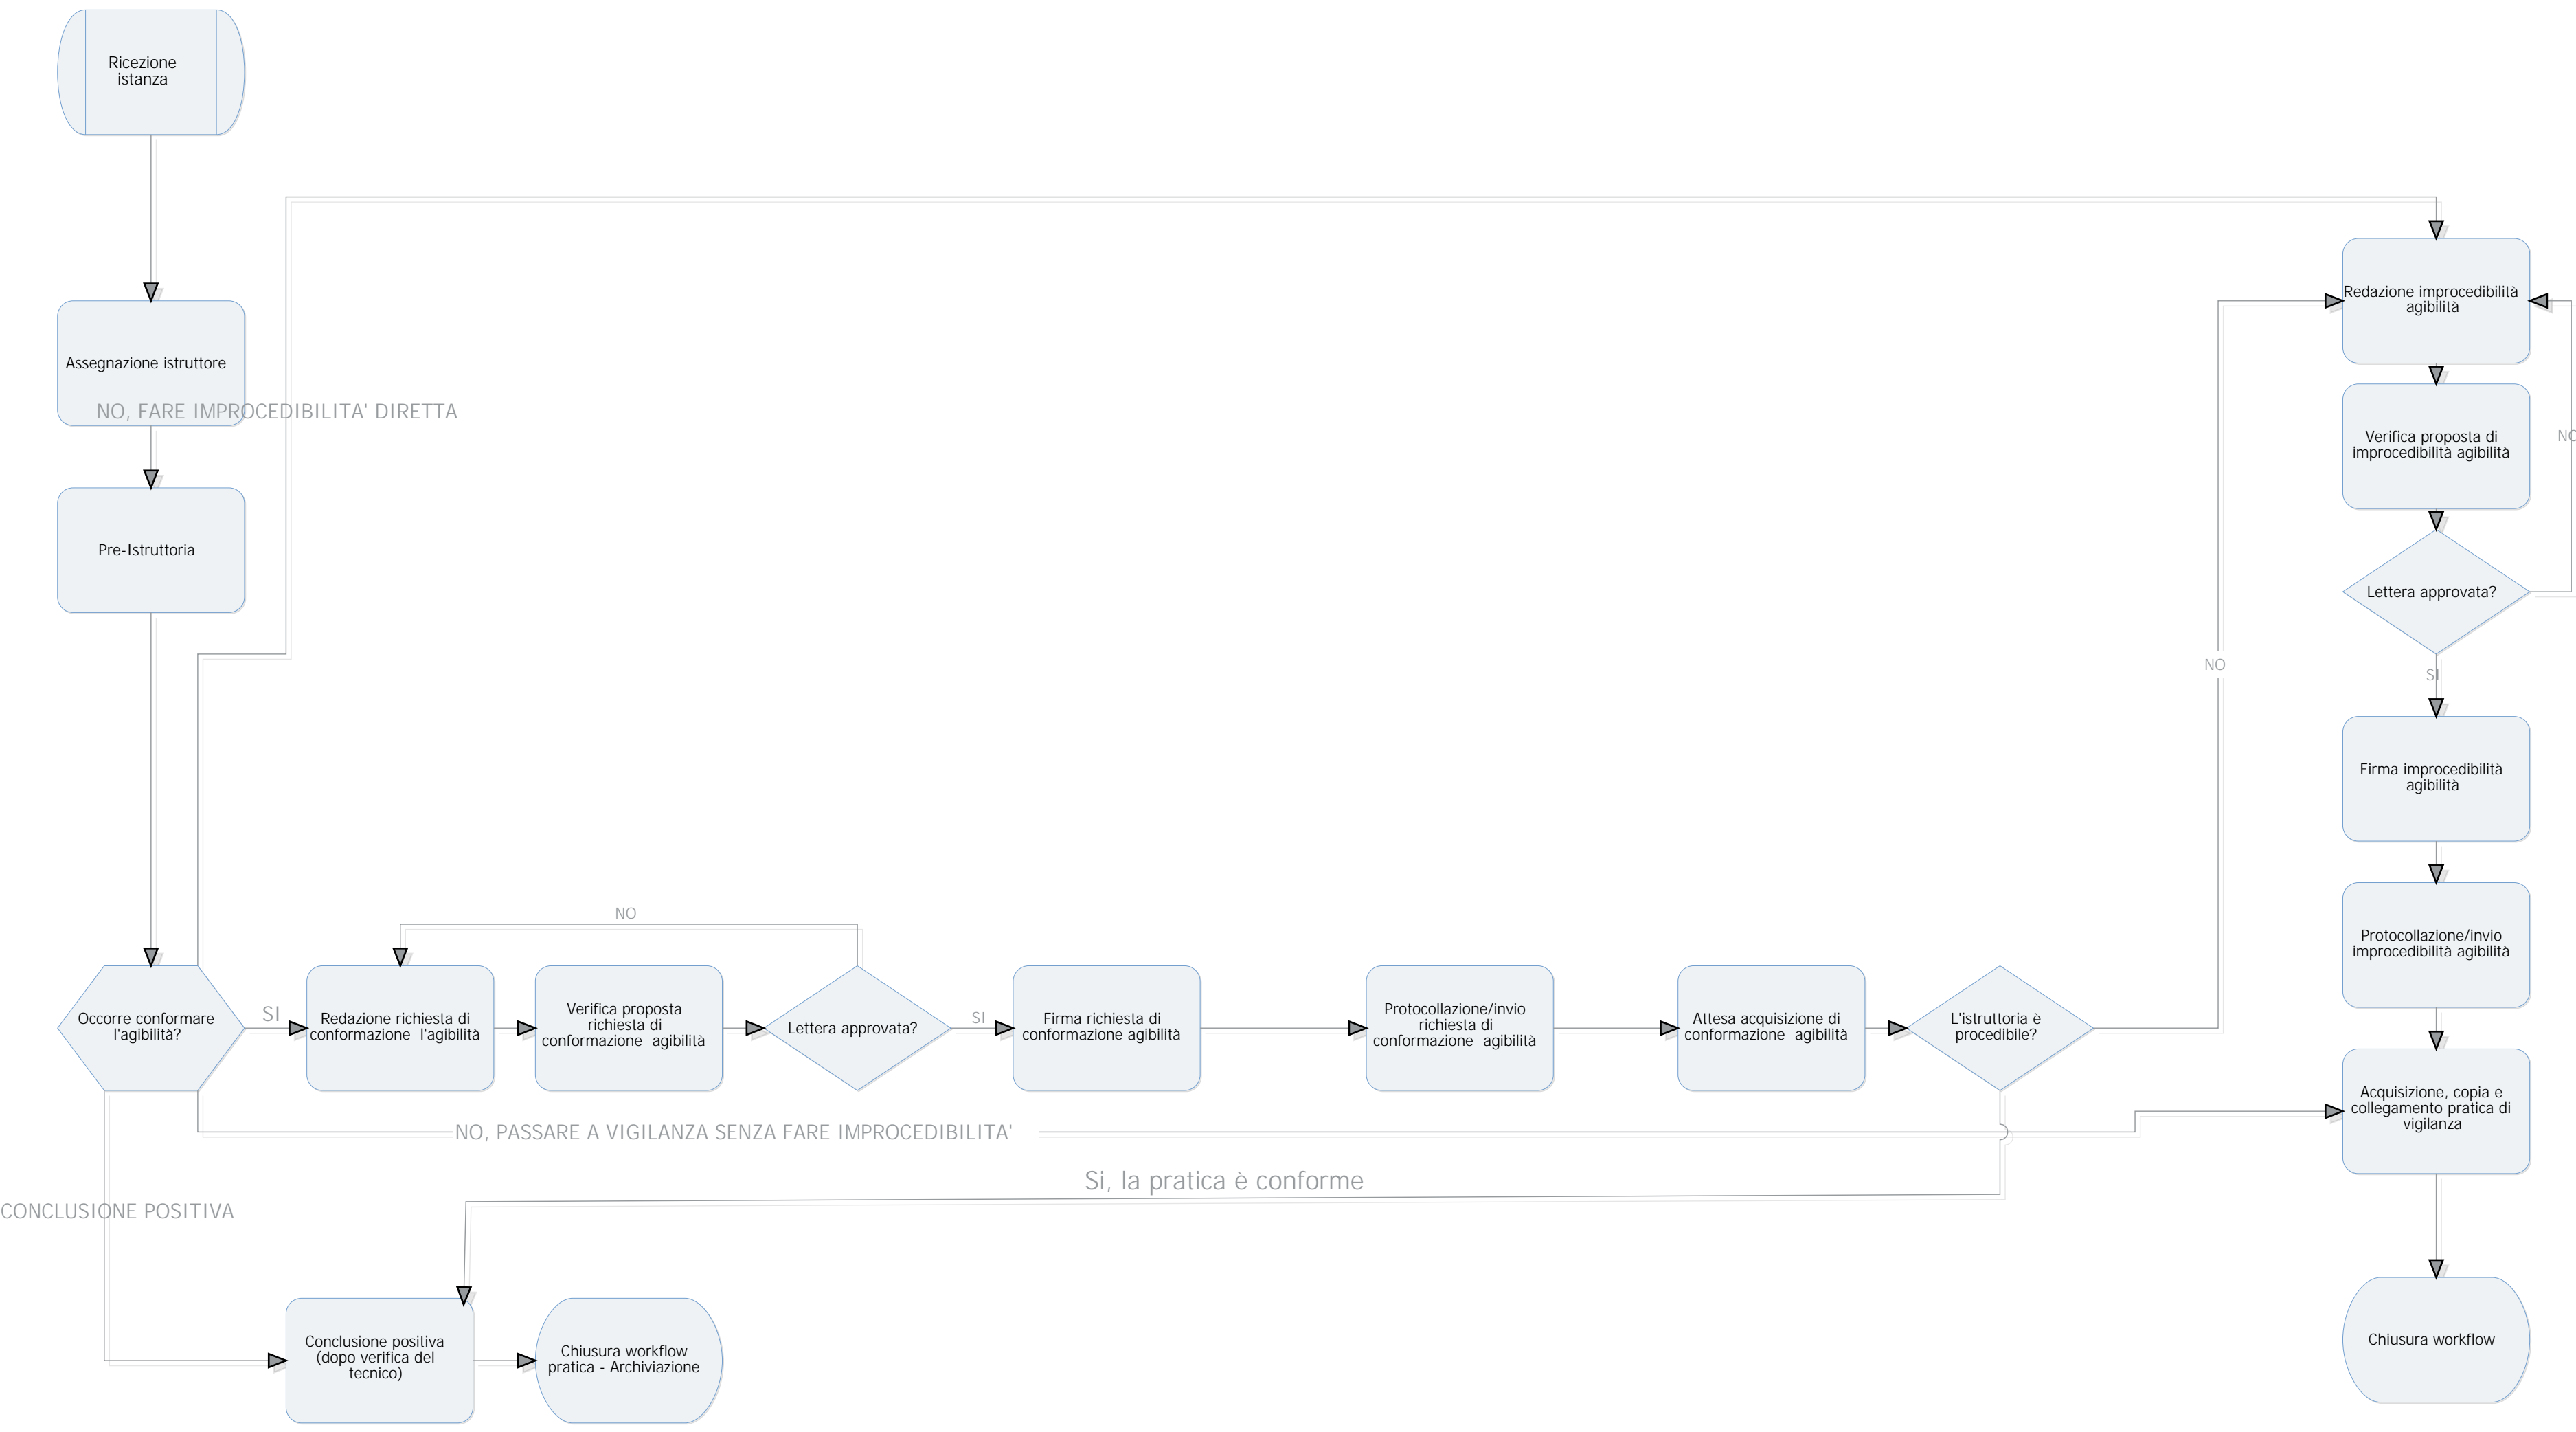 Ricezione
istanza
Assegnazione istruttore
NO, FARE IMPROCEDIBILITA' DIRETTA
Pre-Istruttoria
Redazione improcedibilità
agibilità
Verifica proposta di
improcedibilità agibilità
NO
Lettera approvata?
SI
NO
Firma improcedibilità
agibilità
Protocollazione/invio
improcedibilità agibilità
NO
Occorre conformare
l'agibilità?
SI
Redazione richiesta di
conformazione l'agibilità
Verifica proposta
richiesta di
conformazione agibilità
Lettera approvata?
SI
Firma richiesta di
conformazione agibilità
Protocollazione/invio
richiesta di
conformazione agibilità
Attesa acquisizione di
conformazione agibilità
L'istruttoria è
procedibile?
Acquisizione, copia e
collegamento pratica di
vigilanza
NO, PASSARE A VIGILANZA SENZA FARE IMPROCEDIBILITA'
Si, la pratica è conforme
CONCLUSIONE POSITIVA
Conclusione positiva
(dopo verifica del
tecnico)
Chiusura workflow
pratica - Archiviazione
Chiusura workflow